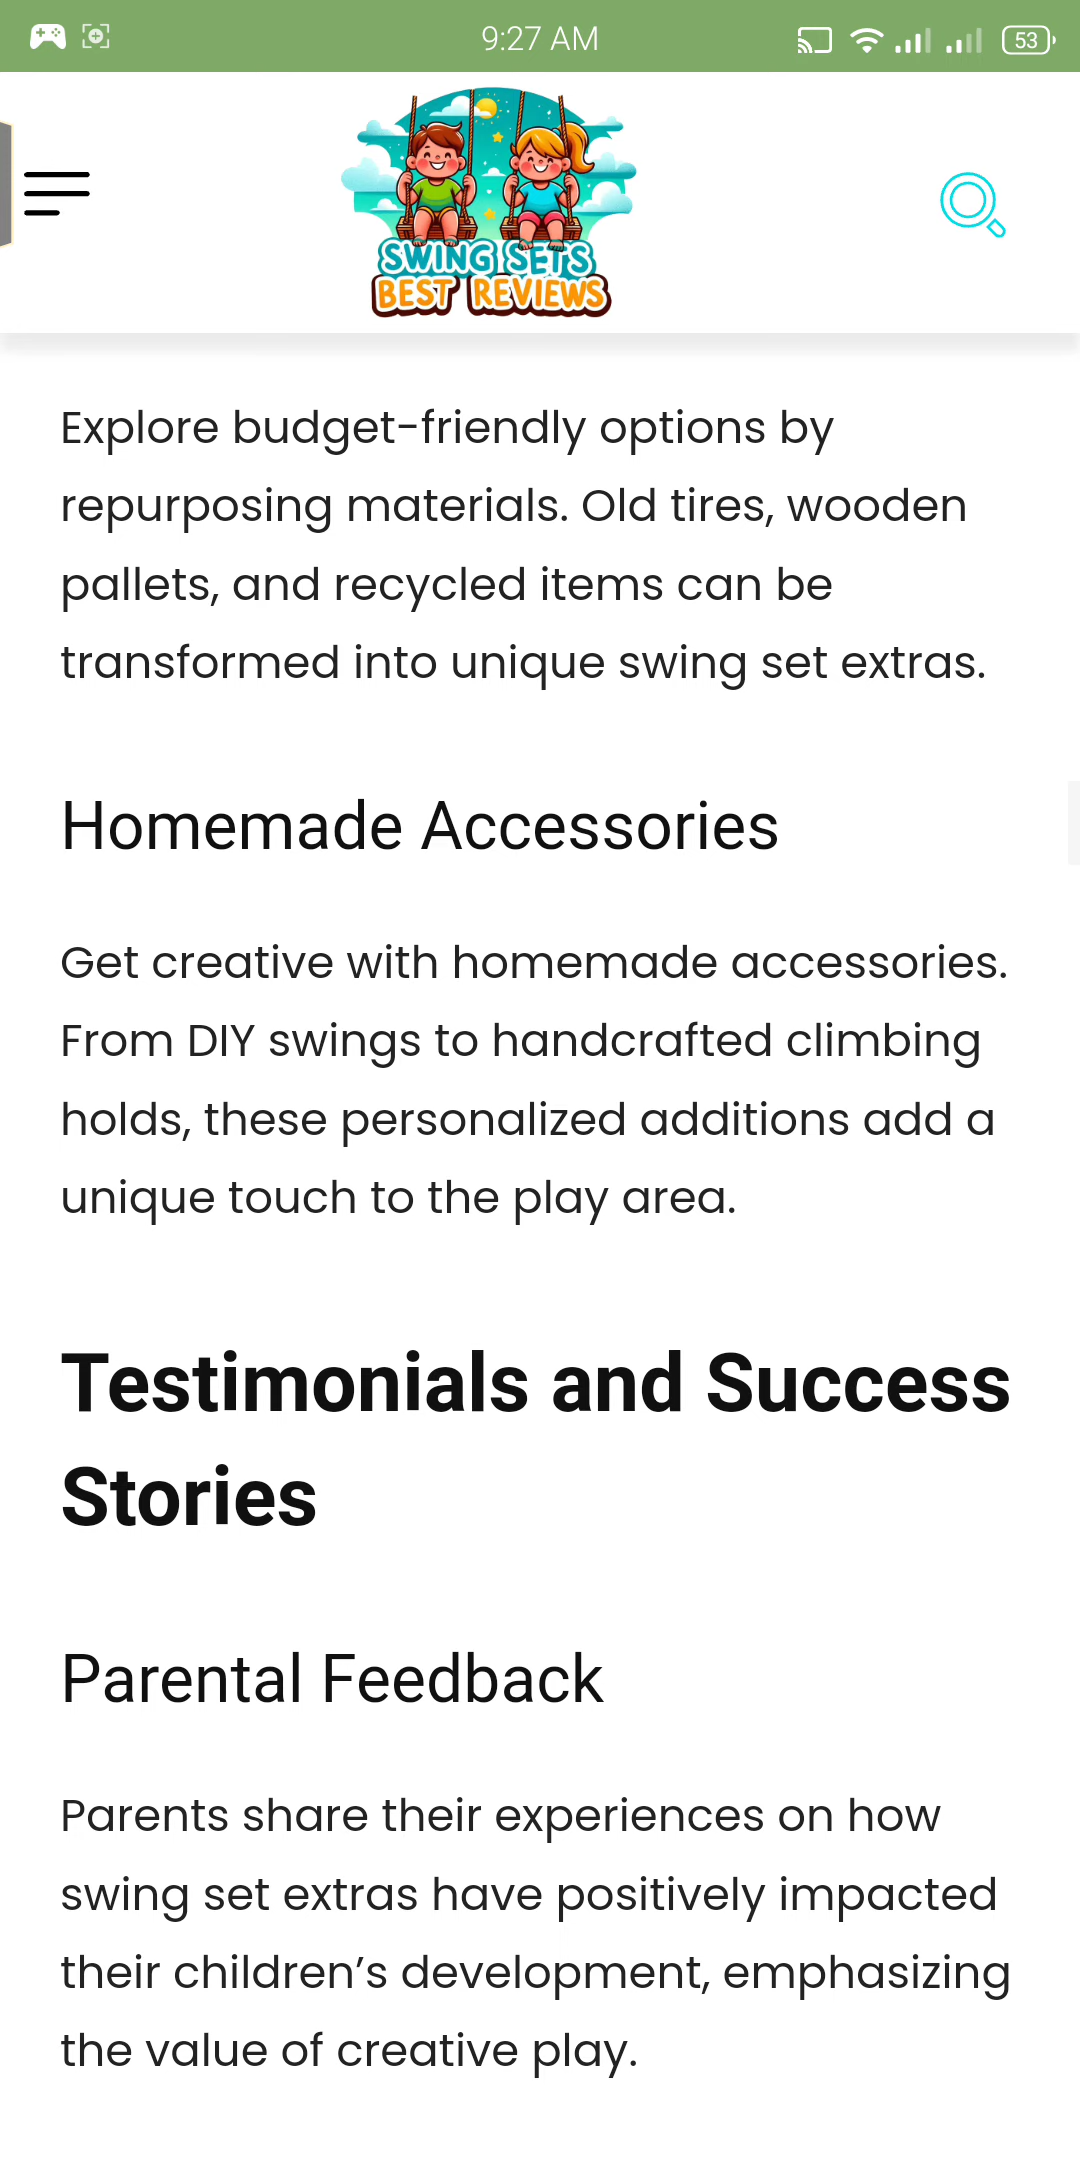 9:27 AM
53
SWING SETS
BEST REVIEWS
Explore budget-friendly options by
repurposing materials. Old tires, wooden
pallets, and recycled items can be
transformed into unique swing set extras.
Homemade Accessories
Get creative with homemade accessories.
From DIY swings to handcrafted climbing
holds, these personalized additions add a
unique touch to the play area.
Testimonials and Success
Stories
Parental Feedback
Parents share their experiences on how
swing set extras have positively impacted
their children’s development, emphasizing
the value of creative play.